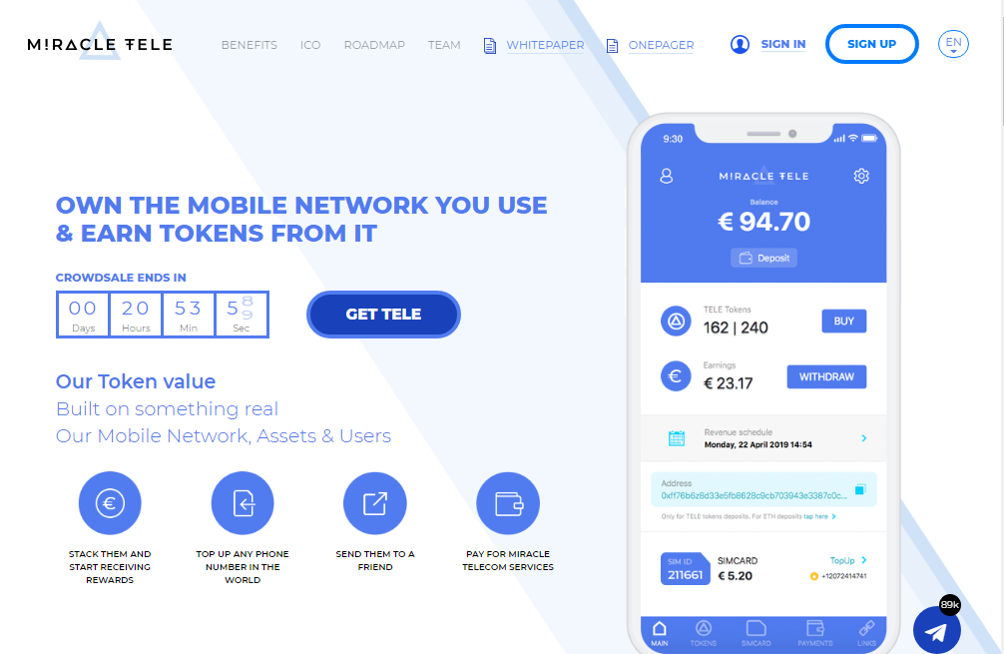 M!RACLE TELE
BENEFITS ICO ROADMAP TEAM WHITEPAPER ONEPAGER SIGN IN SIGN UP EN
OWN THE MOBILE NETWORK YOU USE
& EARN TOKENS FROM IT
CROWDSALE ENDS IN
00 20 53 5
Days Hours Min Sec
GET TELE
Our Token value
Built on something real
Our Mobile Network, Assets & Users
STACK THEM AND
START RECEIVING
REWARDS
TOP UP ANY PHONE
NUMBER IN THE
WORLD
SEND THEM TO A
FRIEND
PAY FOR MIRACLE
TELECOM SERVICES
9:30
M!RACLE TELE
Balance
€ 94.70
Deposit
TELE Tokens
162 | 240
BUY
Earnings
€ 23.17
WITHDRAW
Revenue schedule
Monday, 22 April 2019 14:54
Address
0xff76b6z8d33e5fb8628c9cb703943e3387c0c...
Only for TELE tokens deposits. For ETH deposits tap here
SIM ID
211661
SIMCARD
€ 5.20
TopUp
+12072414741
MAIN TOKENS SIMCARD PAYMENTS LINKS
89k